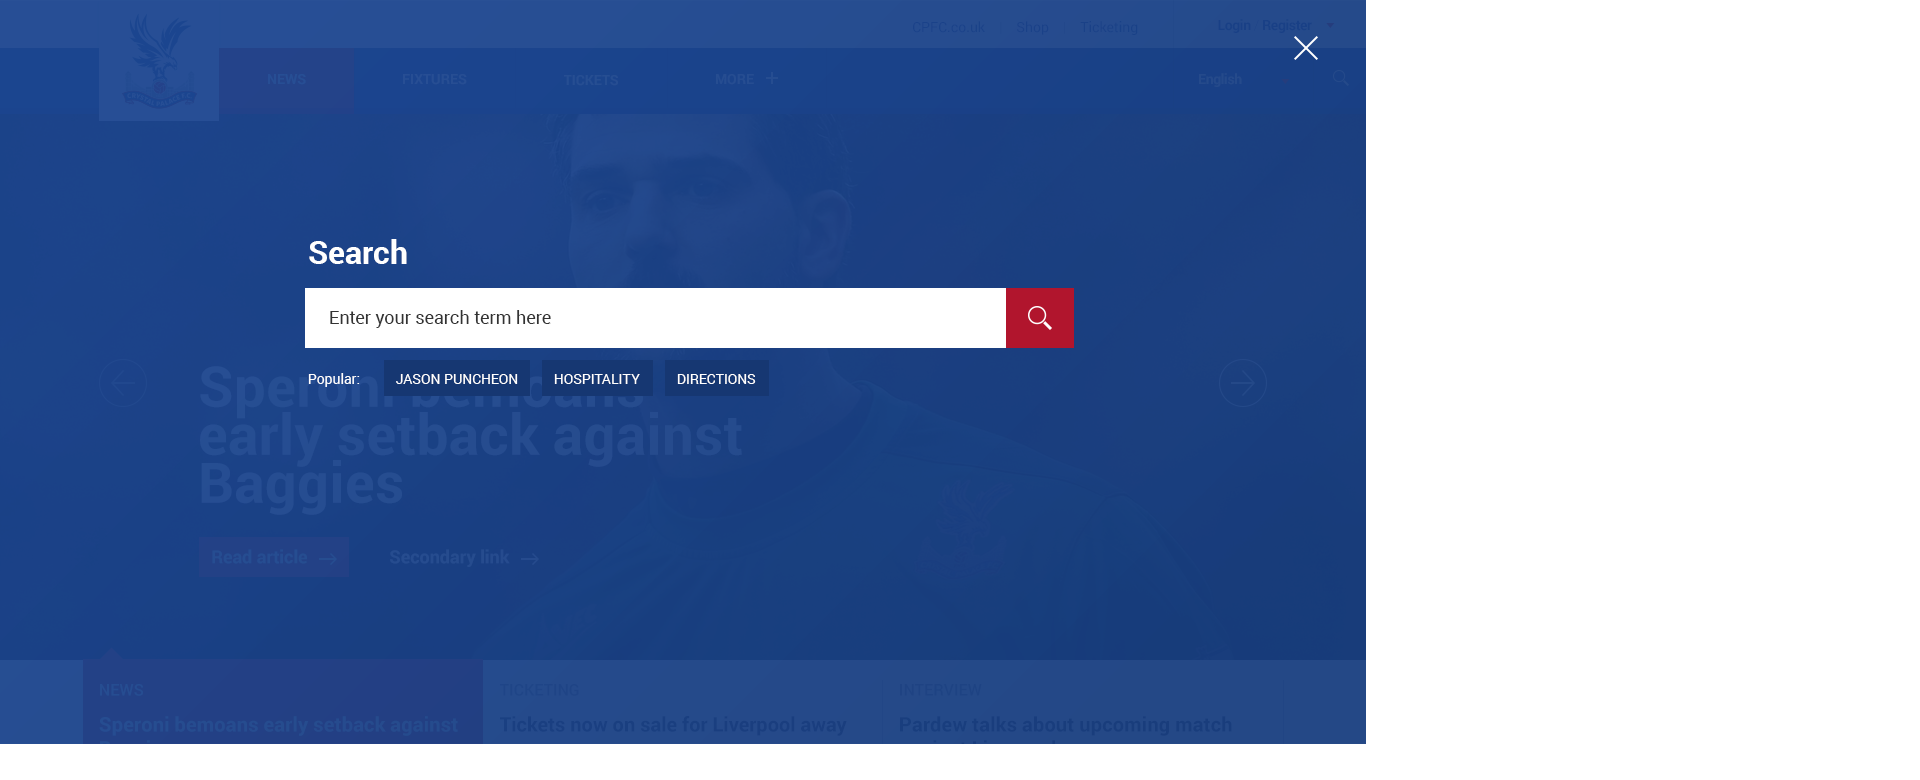 CPFC.co.uk Shop Ticketing Login Register
NEWS FIXTURES TICKETS MORE English
Search
Enter your search term here
Popular: JASON PUNCHEON HOSPITALITY DIRECTIONS
Speroni bemoans
early setback against
Baggies
Read article Secondary link
NEWS
Speroni bemoans early setback against
TICKETING
Tickets now on sale for Liverpool away
INTERVIEW
Pardew talks about upcoming match